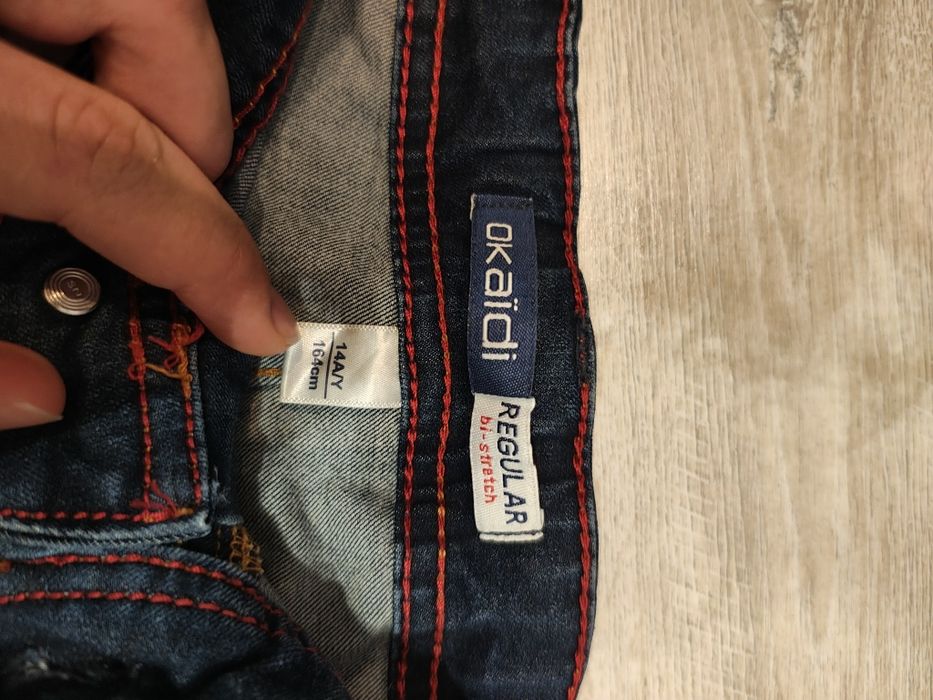 oKaïdi
REGULAR
bi-stretch
14A/Y
164cm